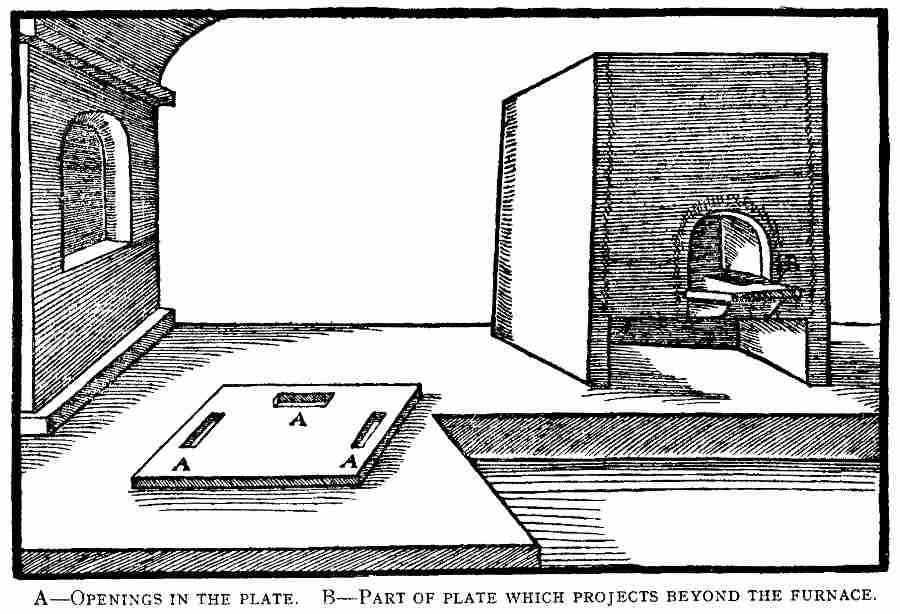 B
A
A
A
A—OPENINGS IN THE PLATE. B—PART OF PLATE WHICH PROJECTS BEYOND THE FURNACE.